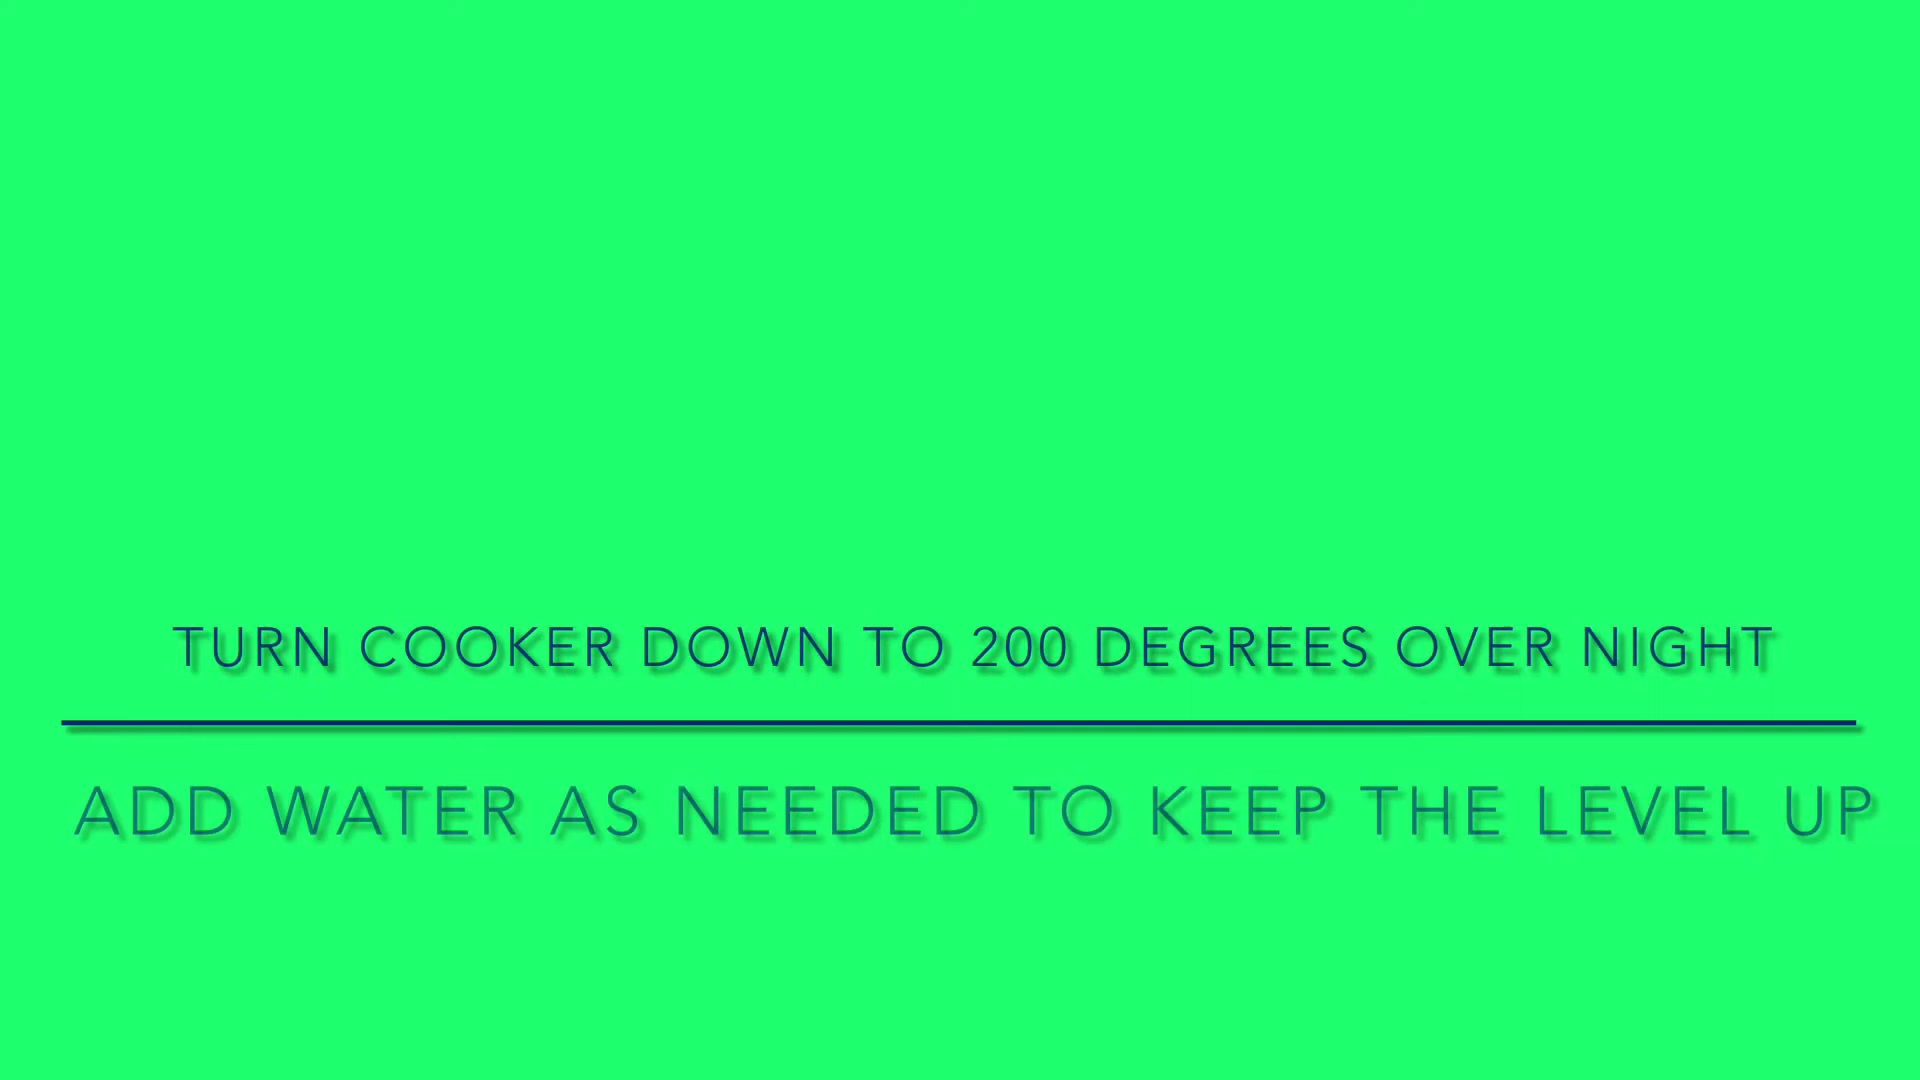 TURN COOKER DOWN TO 200 DEGREES OVER NIGHT
ADD WATER AS NEEDED TO KEEP THE LEVEL UP